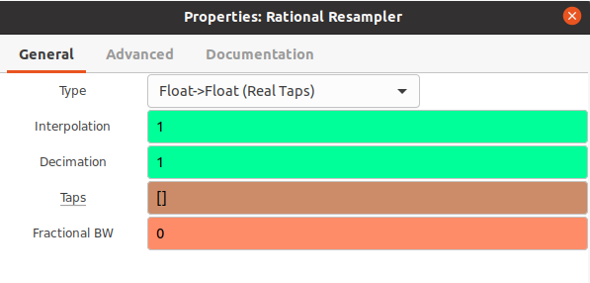 Properties: Rational Resampler
General Advanced Documentation
Type Float->Float (Real Taps)
Interpolation 1
Decimation 1
Taps []
Fractional BW 0